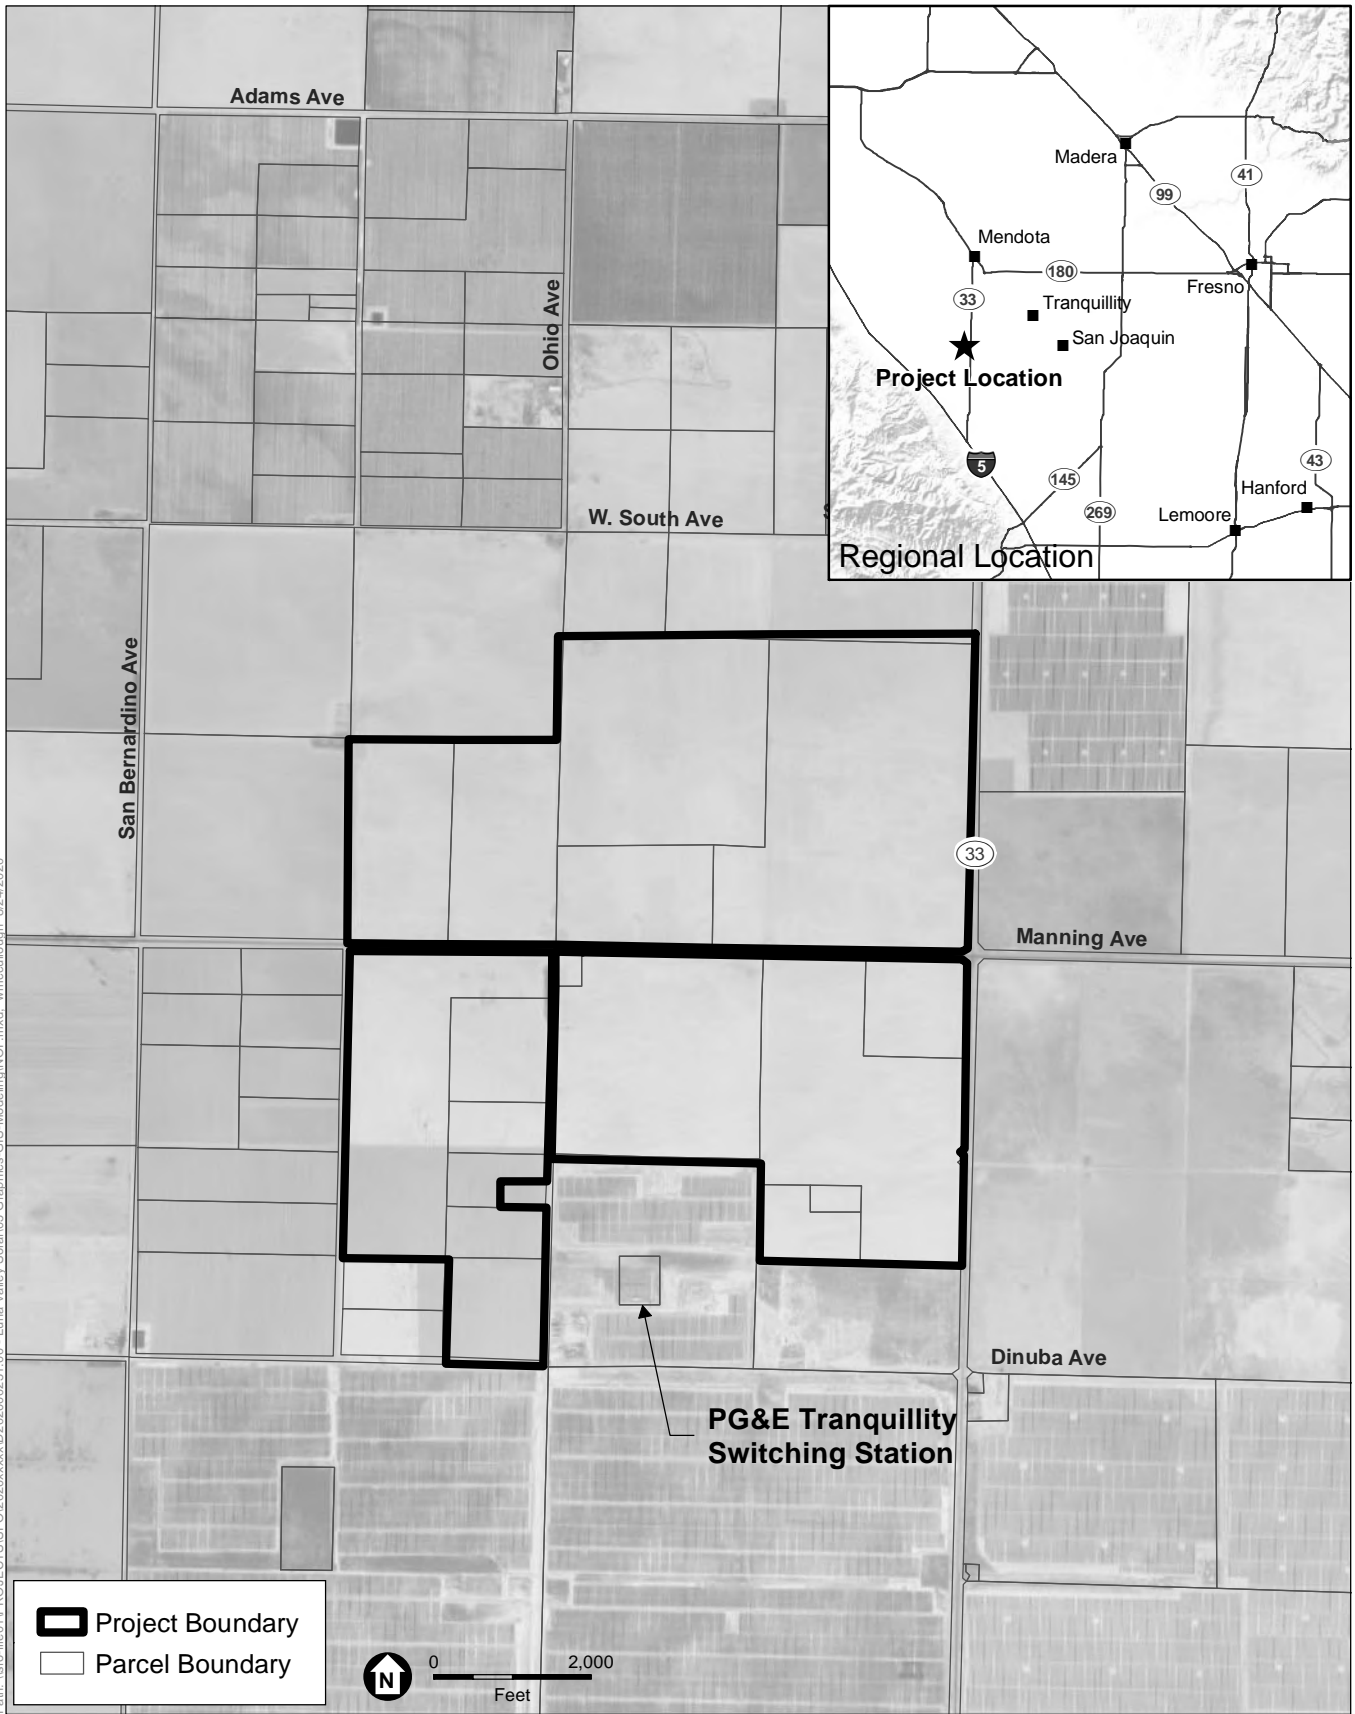 Adams Ave
Ohio Ave
W. South Ave
San Bernardino Ave
33
Manning Ave
Dinuba Ave
PG&E Tranquillity
Switching Station
Madera
99
41
Mendota
180
Fresno
33
Tranquillity
San Joaquin
Project Location
5
145
269
43
Hanford
Lemoore
Regional Location
Project Boundary
Parcel Boundary
N
0 2,000
Feet